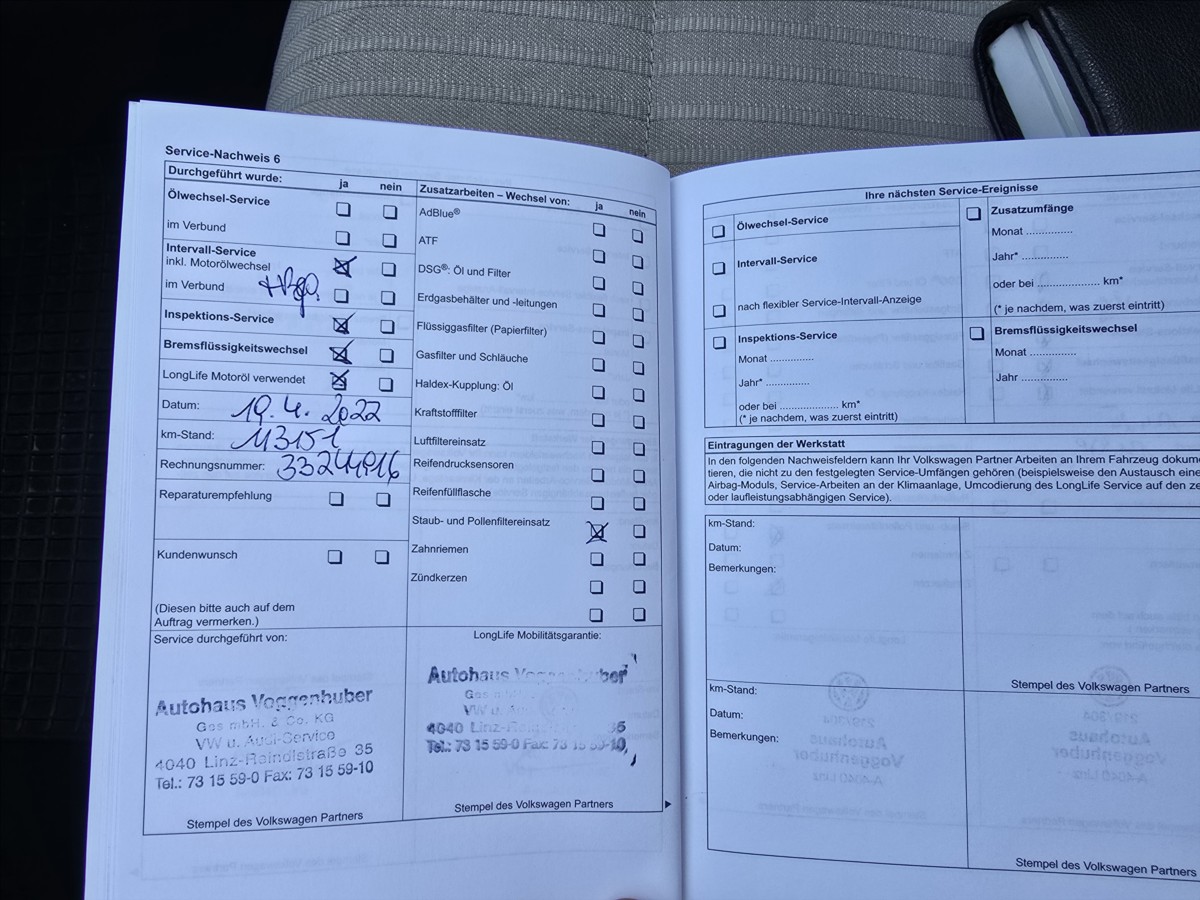 Service-Nachweis 6
Durchgeführt wurde: ja nein
Ölwechsel-Service
im Verbund
Intervall-Service
inkl. Motorölwechsel
im Verbund
Inspektions-Service
Bremsflüssigkeitswechsel
LongLife Motoröl verwendet
Datum: 19.4.2022
km-Stand: 113151
Rechnungsnummer:
Reparaturempfehlung
Kundenwunsch
(Diesen bitte auch auf dem
Auftrag vermerken.)
Service durchgeführt von:
Autohaus Voggenhuber
Ges mbH. & Co. KG
VW u. Audi-Service
4040 Linz-Reindlstraße 35
Tel.: 73 15 59-0 Fax: 73 15 59-10
Stempel des Volkswagen Partners
Zusatzarbeiten – Wechsel von: ja nein
AdBlue®
ATF
DSG®: Öl und Filter
Erdgasbehälter und -leitungen
Flüssiggasfilter (Papierfilter)
Gasfilter und Schläuche
Haldex-Kupplung: Öl
Kraftstofffilter
Luftfiltereinsatz
Reifendrucksensoren
Reifenfüllflasche
Staub- und Pollenfiltereinsatz
Zahnriemen
Zündkerzen
LongLife Mobilitätsgarantie:
Autohaus Voggenhuber
Ges
VW u.
4040 Linz- 35
Tel.: 73 15 59-0 Fax: 73 15 59-10
Stempel des Volkswagen Partners
Ihre nächsten Service-Ereignisse
Ölwechsel-Service
Intervall-Service
nach flexibler Service-Intervall-Anzeige
Inspektions-Service
Monat ..............
Jahr* ..............
oder bei .................... km*
(* je nachdem, was zuerst eintritt)
Zusatzumfänge
Monat ..............
Jahr* ..............
oder bei .................... km*
(* je nachdem, was zuerst eintritt)
Bremsflüssigkeitswechsel
Monat ..............
Jahr ..............
Eintragungen der Werkstatt
In den folgenden Nachweisfeldern kann Ihr Volkswagen Partner Arbeiten an Ihrem Fahrzeug dokume
tieren, die nicht zu den festgelegten Service-Umfängen gehören (beispielsweise den Austausch eine
Airbag-Moduls, Service-Arbeiten an der Klimaanlage, Umcodierung des LongLife Service auf den ze
oder laufleistungsabhängigen Service).
km-Stand:
Datum:
Bemerkungen:
Stempel des Volkswagen Partners
km-Stand:
Datum:
Bemerkungen:
Stempel des Volkswagen Partners